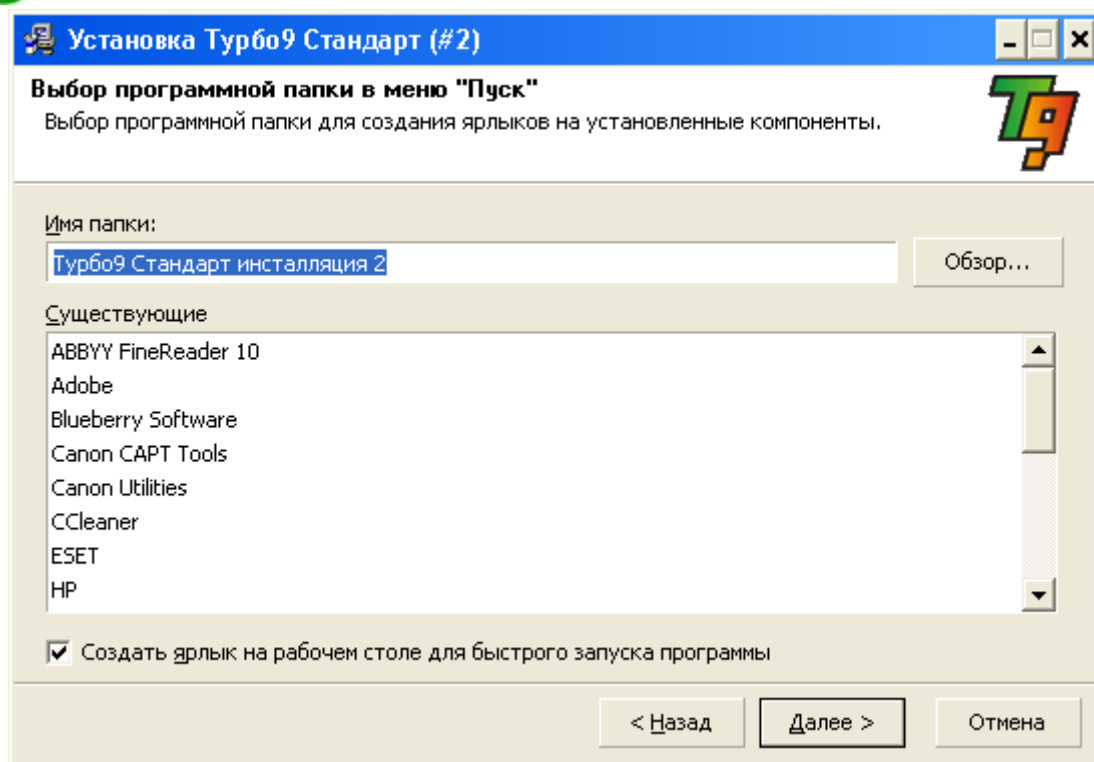 Установка Турбо9 Стандарт (#2)
Выбор программной папки в меню "Пуск"
Выбор программной папки для создания ярлыков на установленные компоненты.
T9
Имя папки:
Турбо9 Стандарт инсталляция 2
Обзор...
Существующие
ABBYY FineReader 10
Adobe
Blueberry Software
Canon CAPT Tools
Canon Utilities
CCleaner
ESET
HP
Создать ярлык на рабочем столе для быстрого запуска программы
< Назад
Далее >
Отмена